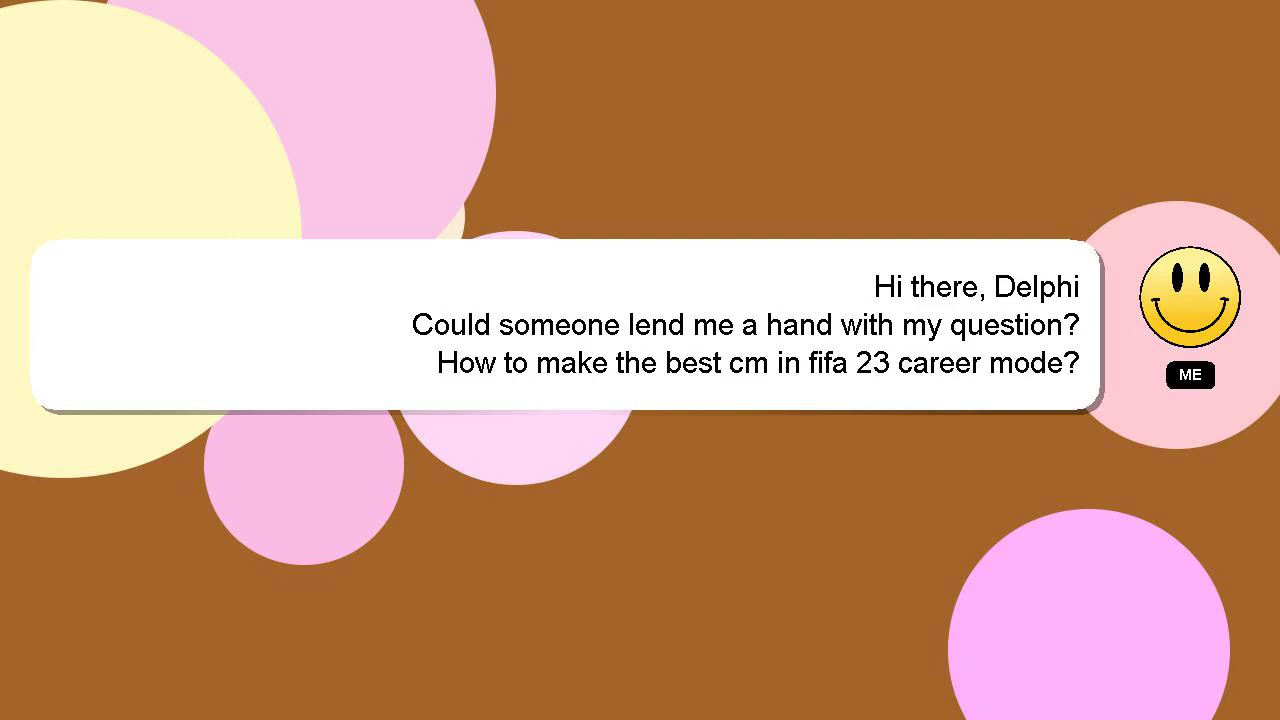 Hi there, Delphi
Could someone lend me a hand with my question?
How to make the best cm in fifa 23 career mode?
ME